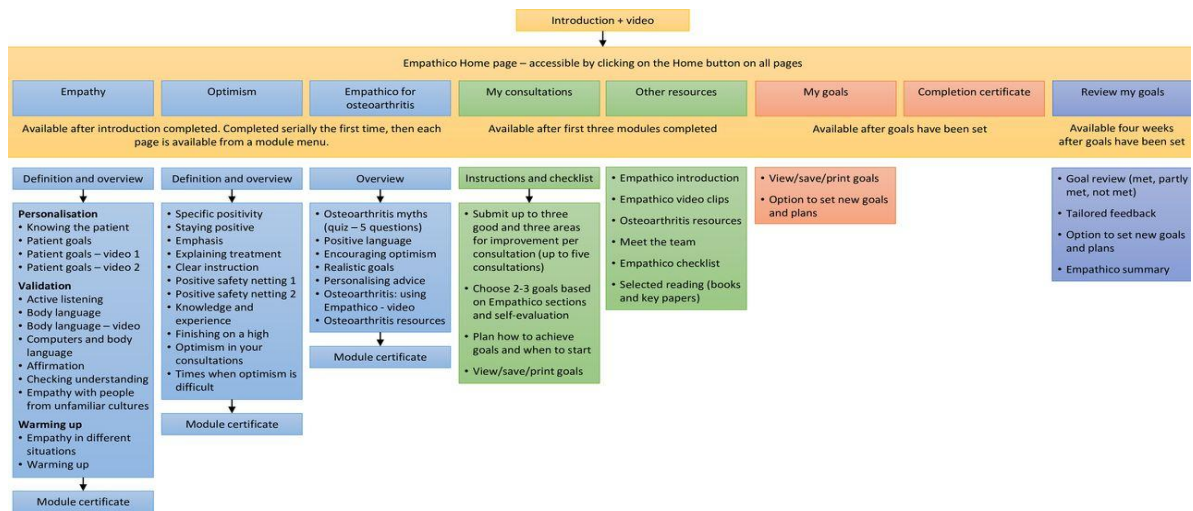 Introduction + video
Empathico Home page – accessible by clicking on the Home button on all pages
Empathy
Optimism
Empathico for
osteoarthritis
My consultations
Other resources
My goals
Completion certificate
Review my goals
Available after introduction completed. Completed serially the first time, then each
page is available from a module menu.
Available after first three modules completed
Available after goals have been set
Available four weeks
after goals have been set
Definition and overview
Personalisation
• Knowing the patient
• Patient goals
• Patient goals – video 1
• Patient goals – video 2
Validation
• Active listening
• Body language
• Body language – video
• Computers and body
language
• Affirmation
• Checking understanding
• Empathy with people
from unfamiliar cultures
Warming up
• Empathy in different
situations
• Warming up
Module certificate
Definition and overview
• Specific positivity
• Staying positive
• Emphasis
• Explaining treatment
• Clear instruction
• Positive safety netting 1
• Positive safety netting 2
• Knowledge and
experience
• Finishing on a high
• Optimism in your
consultations
• Times when optimism is
difficult
Module certificate
Overview
• Osteoarthritis myths
(quiz – 5 questions)
• Positive language
• Encouraging optimism
• Realistic goals
• Personalising advice
• Osteoarthritis: using
Empathico - video
• Osteoarthritis resources
Module certificate
Instructions and checklist
• Submit up to three
good and three areas
for improvement per
consultation (up to five
consultations)
• Choose 2-3 goals based
on Empathico sections
and self-evaluation
• Plan how to achieve
goals and when to start
• View/save/print goals
• Empathico introduction
• Empathico video clips
• Osteoarthritis resources
• Meet the team
• Empathico checklist
• Selected reading (books
and key papers)
• View/save/print goals
• Option to set new goals
and plans
• Goal review (met, partly
met, not met)
• Tailored feedback
• Option to set new goals
and plans
• Empathico summary